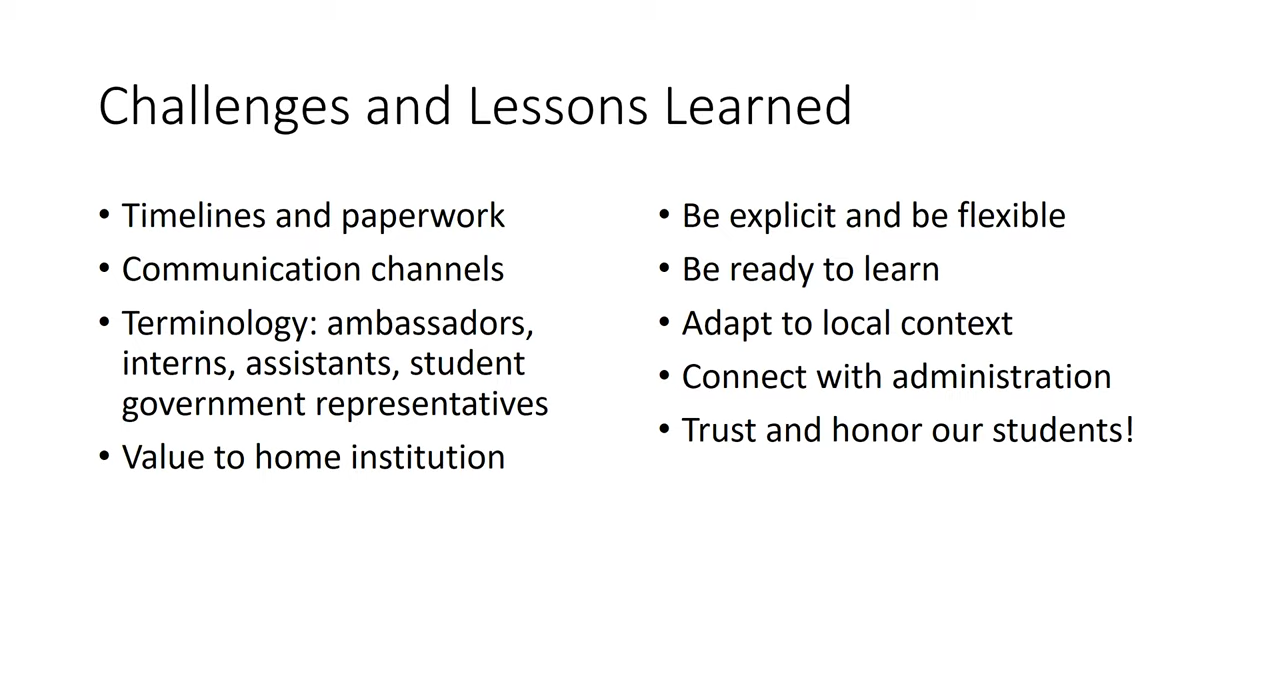 Challenges and Lessons Learned
• Timelines and paperwork
• Communication channels
• Terminology: ambassadors,
interns, assistants, student
government representatives
• Value to home institution
• Be explicit and be flexible
• Be ready to learn
• Adapt to local context
• Connect with administration
• Trust and honor our students!